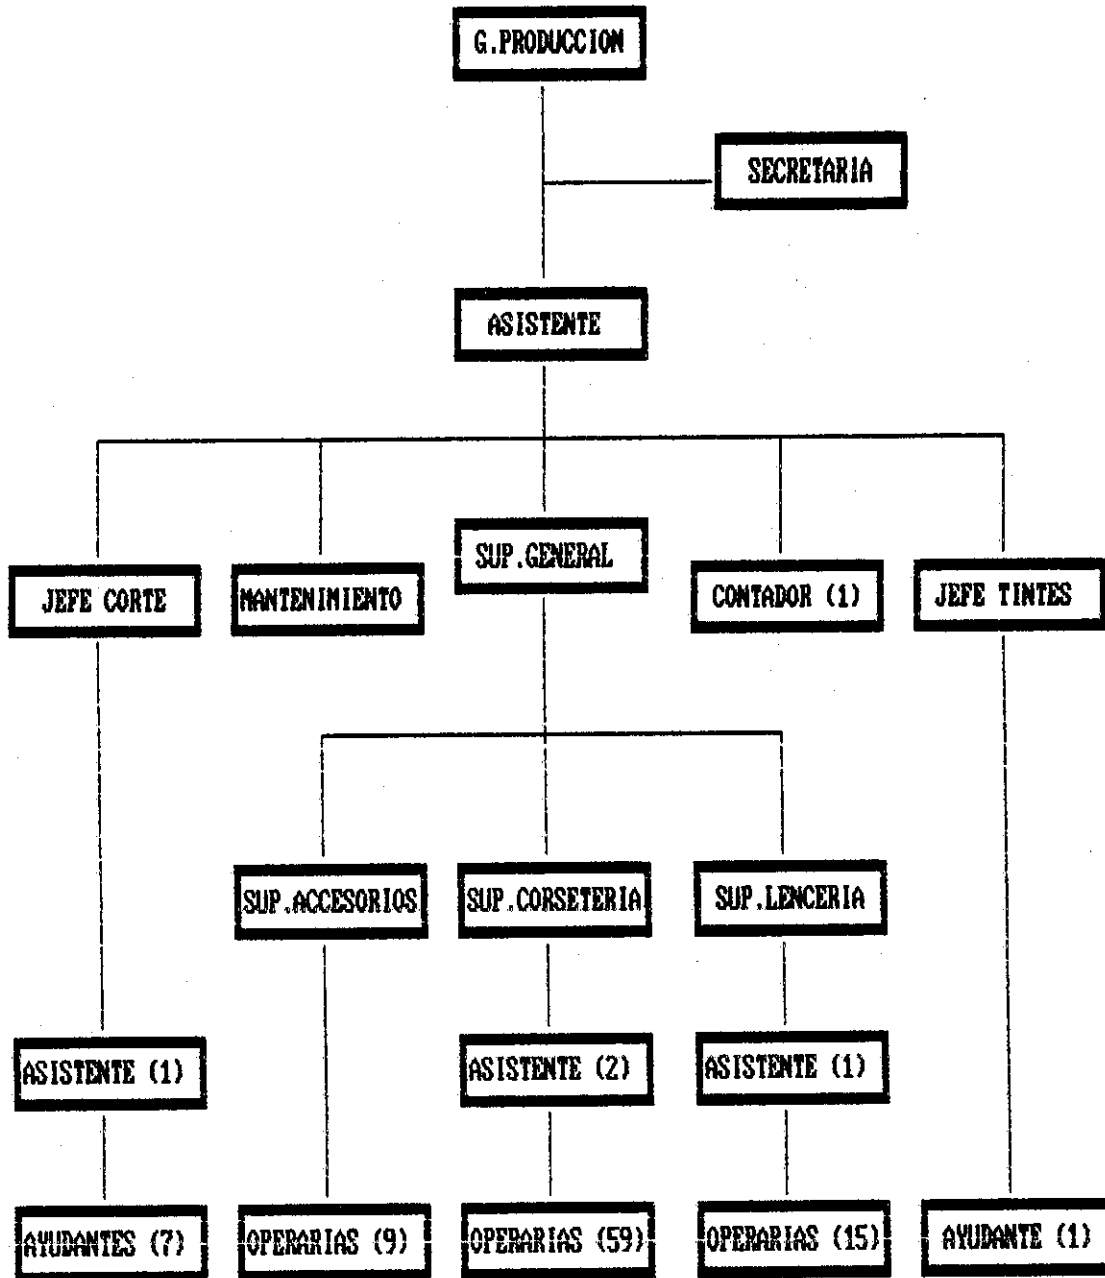 G.PRODUCCION
SECRETARIA
ASISTENTE
SUP.GENERAL
JEFE CORTE
MANTENIMIENTO
CONTADOR (1)
JEFE TINTES
SUP.ACCESORIOS
SUP.CORSETERIA
SUP.LENCERIA
ASISTENTE (1)
ASISTENTE (2)
ASISTENTE (1)
AYUDANTES (7)
OPERARIAS (9)
OPERARIAS (59)
OPERARIAS (15)
AYUDANTE (1)